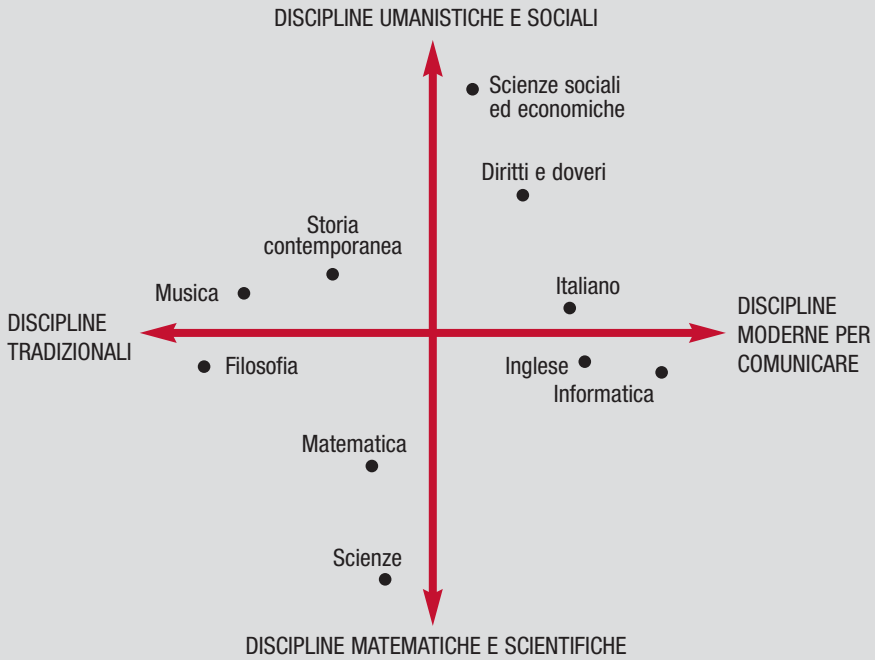 DISCIPLINE UMANISTICHE E SOCIALI
Scienze sociali
ed economiche
Diritti e doveri
Storia
contemporanea
Musica
Italiano
DISCIPLINE
TRADIZIONALI
DISCIPLINE
MODERNE PER
COMUNICARE
Filosofia
Inglese
Informatica
Matematica
Scienze
DISCIPLINE MATEMATICHE E SCIENTIFICHE